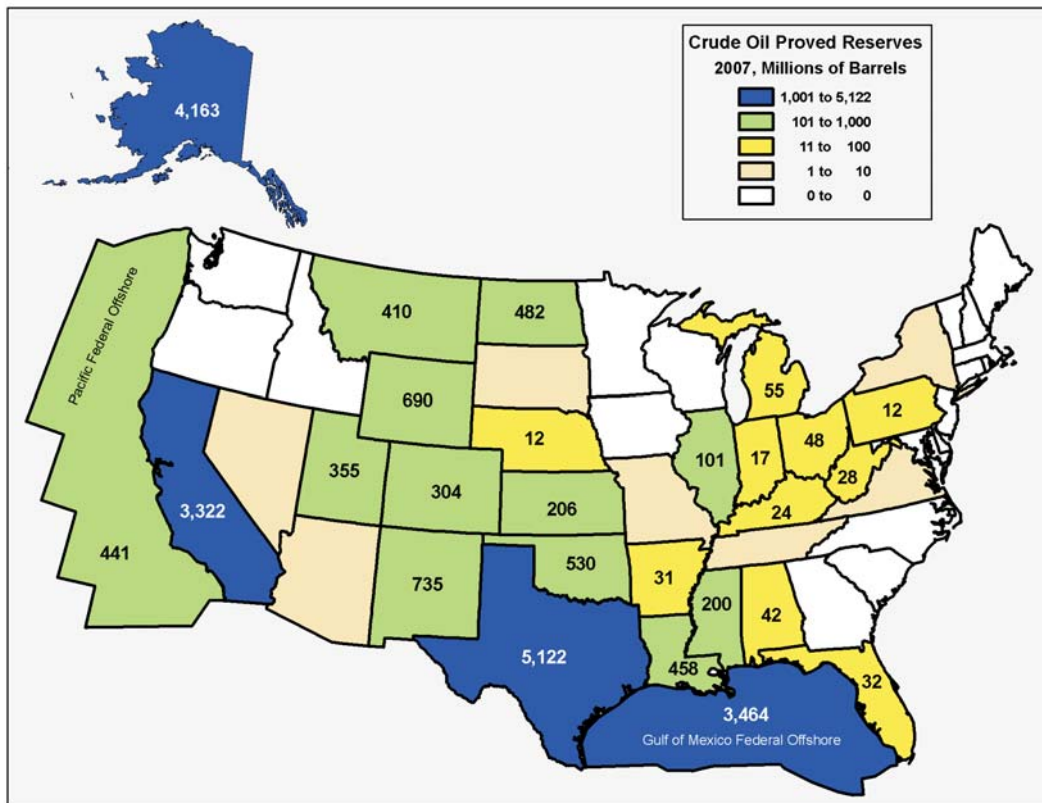 Crude Oil Proved Reserves
2007, Millions of Barrels
1,001 to 5,122
101 to 1,000
11 to 100
1 to 10
0 to 0
4,163
Pacific Federal Offshore
410
482
690
55
12
12
48
101
17
28
355
304
206
24
3,322
441
735
530
31
200
42
5,122
458
32
3,464
Gulf of Mexico Federal Offshore